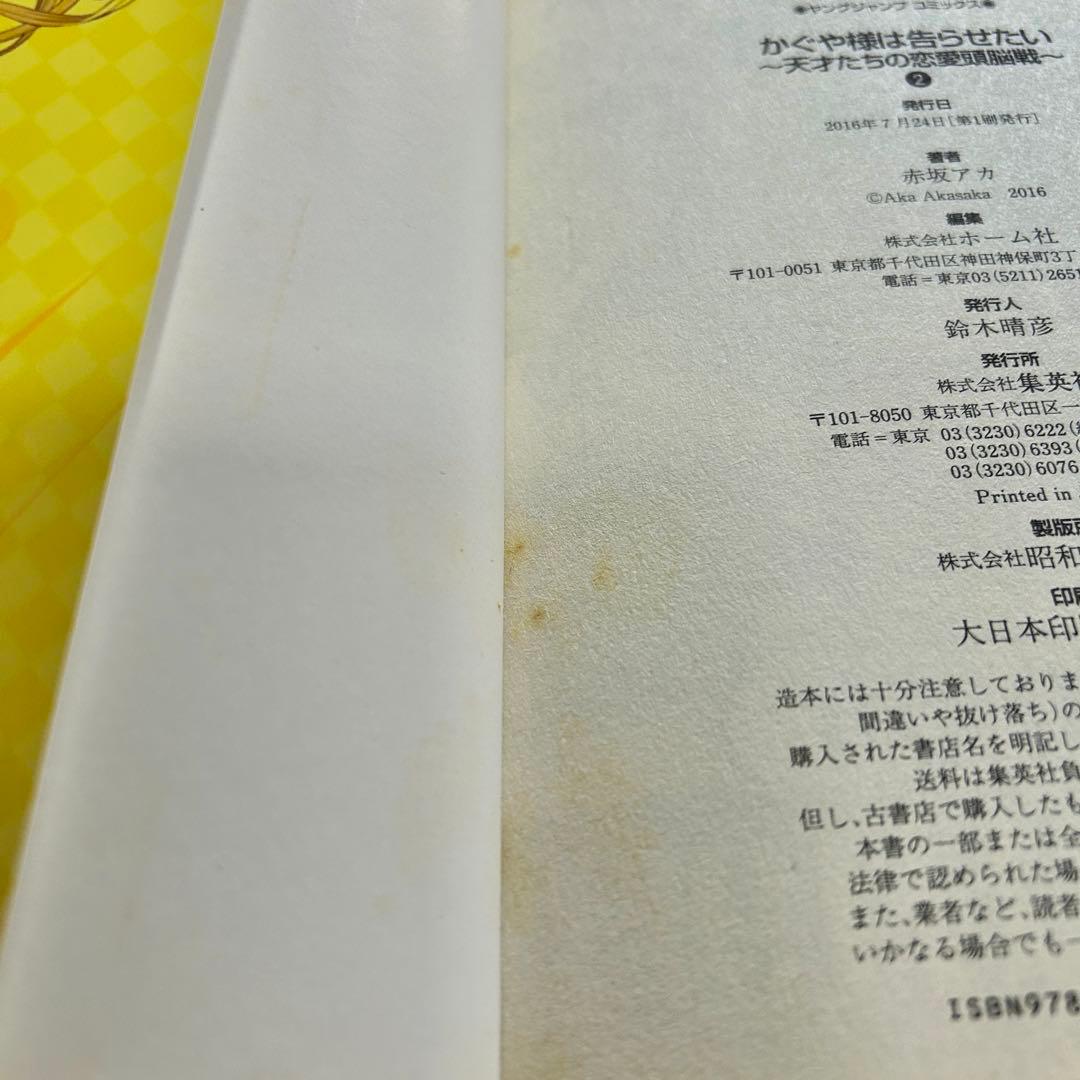 ●ヤングジャンプ コミックス●
かぐや様は告らせたい
～天才たちの恋愛頭脳戦～
❷
発行日
2016年7月24日[第1刷発行]
著者
赤坂アカ
©Aka Akasaka 2016
編集
株式会社ホーム社
〒101-0051 東京都千代田区神田神保町3丁
電話=東京03(5211)2651
発行人
鈴木晴彦
発行所
株式会社集英社
〒101-8050 東京都千代田区一
電話=東京 03(3230)6222(
03(3230)6393(
03(3230)6076
Printed in
製版所
株式会社昭和
印刷
大日本印
造本には十分注意しておりま
間違いや抜け落ち)の
購入された書店名を明記し
送料は集英社負
但し、古書店で購入したも
本書の一部または全
法律で認められた場
また、業者など、読者
いかなる場合でも一
ISBN978